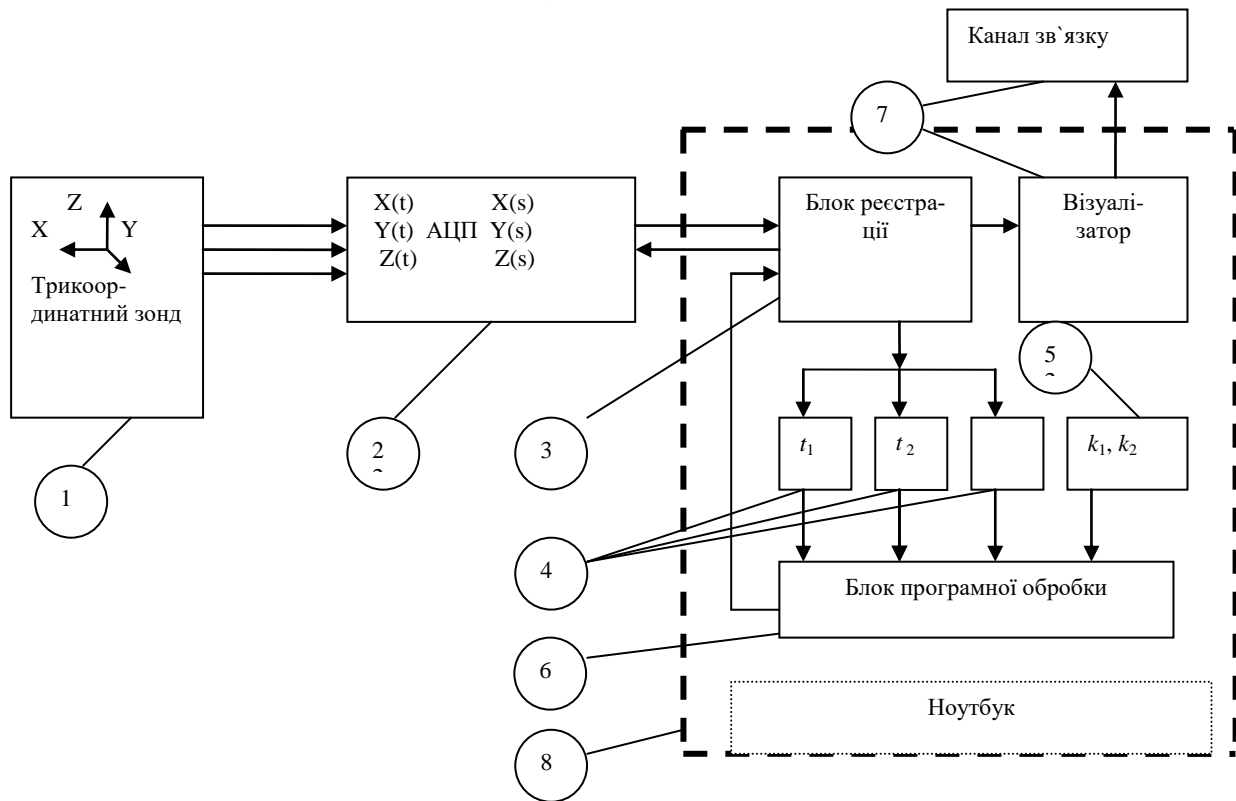 Канал зв`язку
7
Z
X
Y
Трикоор-
динатний зонд
X(t) X(s)
Y(t) АЦП Y(s)
Z(t) Z(s)
Блок реєстра-
ції
Візуалі-
затор
5
2
3
1
t₁
t ₂
k₁, k₂
4
Блок програмної обробки
6
Ноутбук
8